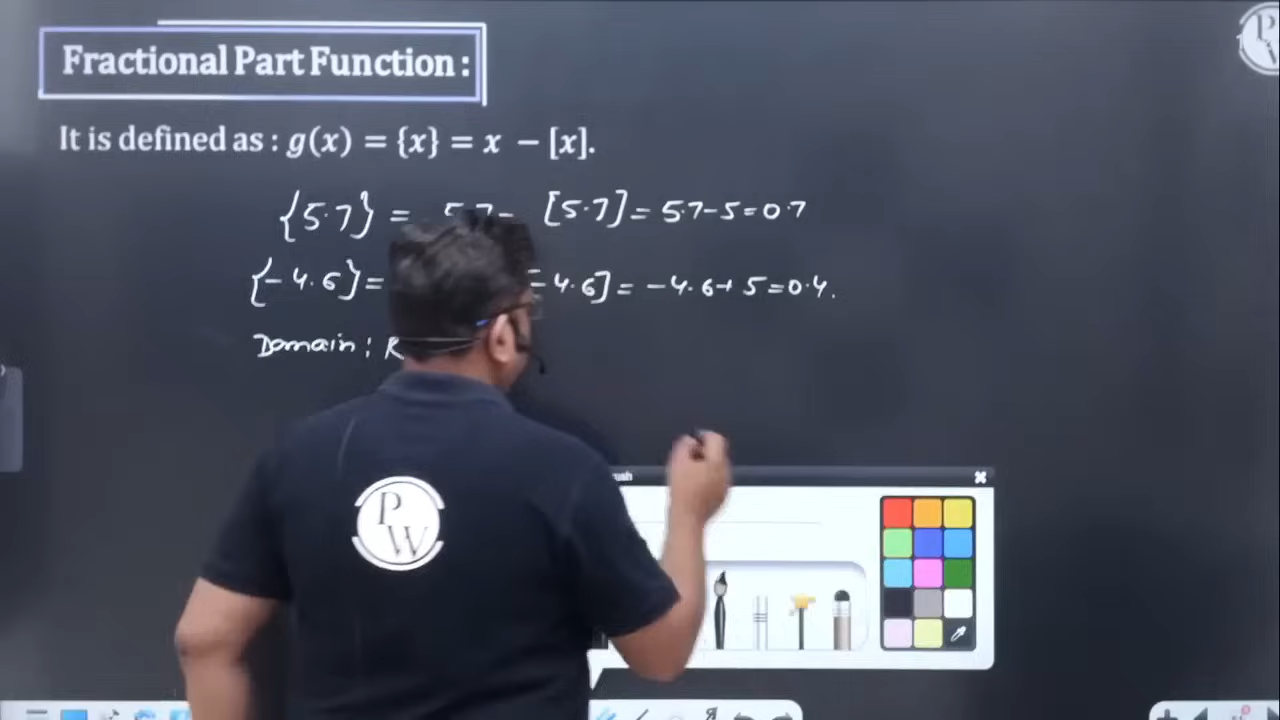 Fractional Part Function :
It is defined as : g(x) = {x} = x − [x].
{5.7} = 5.7 − [5.7] = 5.7 − 5 = 0.7
{− 4.6} = − 4.6] = − 4.6 + 5 = 0.4.
Domain : R
P W
ush